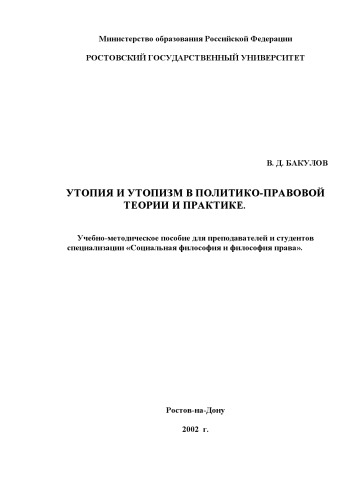 Министерство образования Российской Федерации
РОСТОВСКИЙ ГОСУДАРСТВЕННЫЙ УНИВЕРСИТЕТ
В. Д. БАКУЛОВ
УТОПИЯ И УТОПИЗМ В ПОЛИТИКО-ПРАВОВОЙ
ТЕОРИИ И ПРАКТИКЕ.
Учебно-методическое пособие для преподавателей и студентов
специализации «Социальная философия и философия права».
Ростов-на-Дону
2002 г.